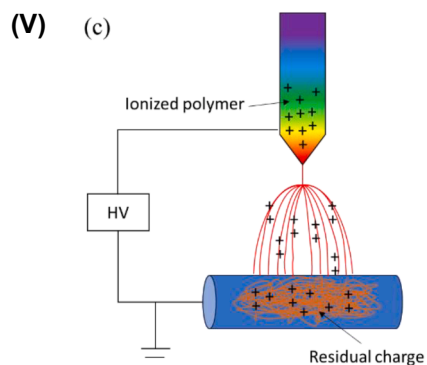 (V) (c)
Ionized polymer
HV
Residual charge